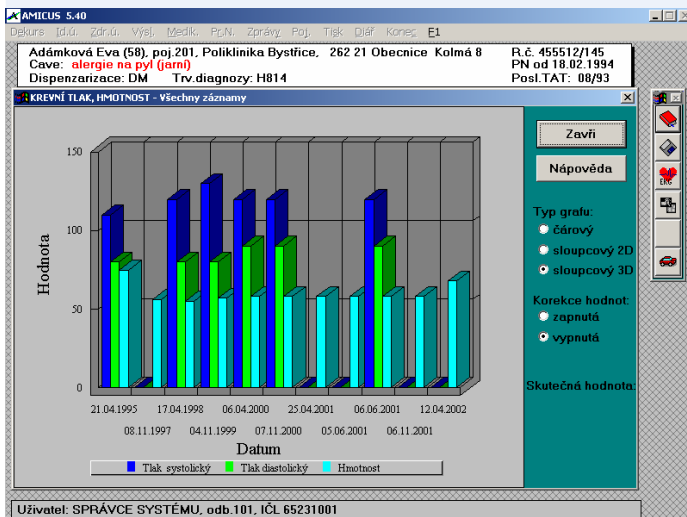 AMICUS 5.40
Dekurs Id.ú. Zdr.ú. Výsl. Medik. Pr.N. Zprávy Poj. Tisk Diář Konec F1
Adámková Eva (58), poj.201, Poliklinika Bystřice, 262 21 Obecnice Kolmá 8 R.č. 455512/145
Cave: alergie na pyl (jarní) PN od 18.02.1994
Dispenzarizace: DM Trv.diagnozy: H814 Posl.TAT: 08/93
KREVNÍ TLAK, HMOTNOST - Všechny záznamy
Zavři
Nápověda
Typ grafu:
čárový
sloupcový 2D
sloupcový 3D
Korekce hodnot:
zapnutá
vypnutá
Skutečná hodnota:
EKG
150
100
50
0
Hodnota
21.04.1995 17.04.1998 06.04.2000 25.04.2001 06.06.2001 12.04.2002
08.11.1997 04.11.1999 07.11.2000 05.06.2001 06.11.2001
Datum
Tlak systolický Tlak diastolický Hmotnost
Uživatel: SPRÁVCE SYSTÉMU, odb.101, IČL 65231001